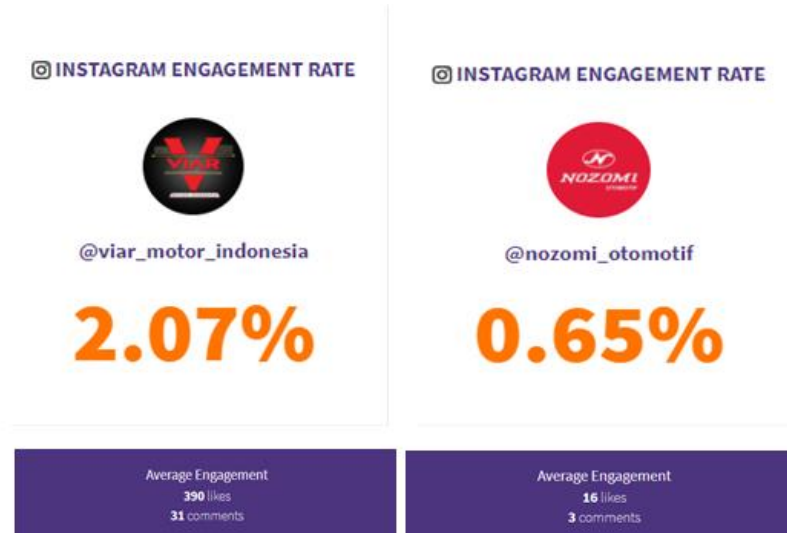 INSTAGRAM ENGAGEMENT RATE
VIAR
@viar_motor_indonesia
2.07%
Average Engagement
390 likes
31 comments
INSTAGRAM ENGAGEMENT RATE
NOZOMI
OTOMOTIF
@nozomi_otomotif
0.65%
Average Engagement
16 likes
3 comments